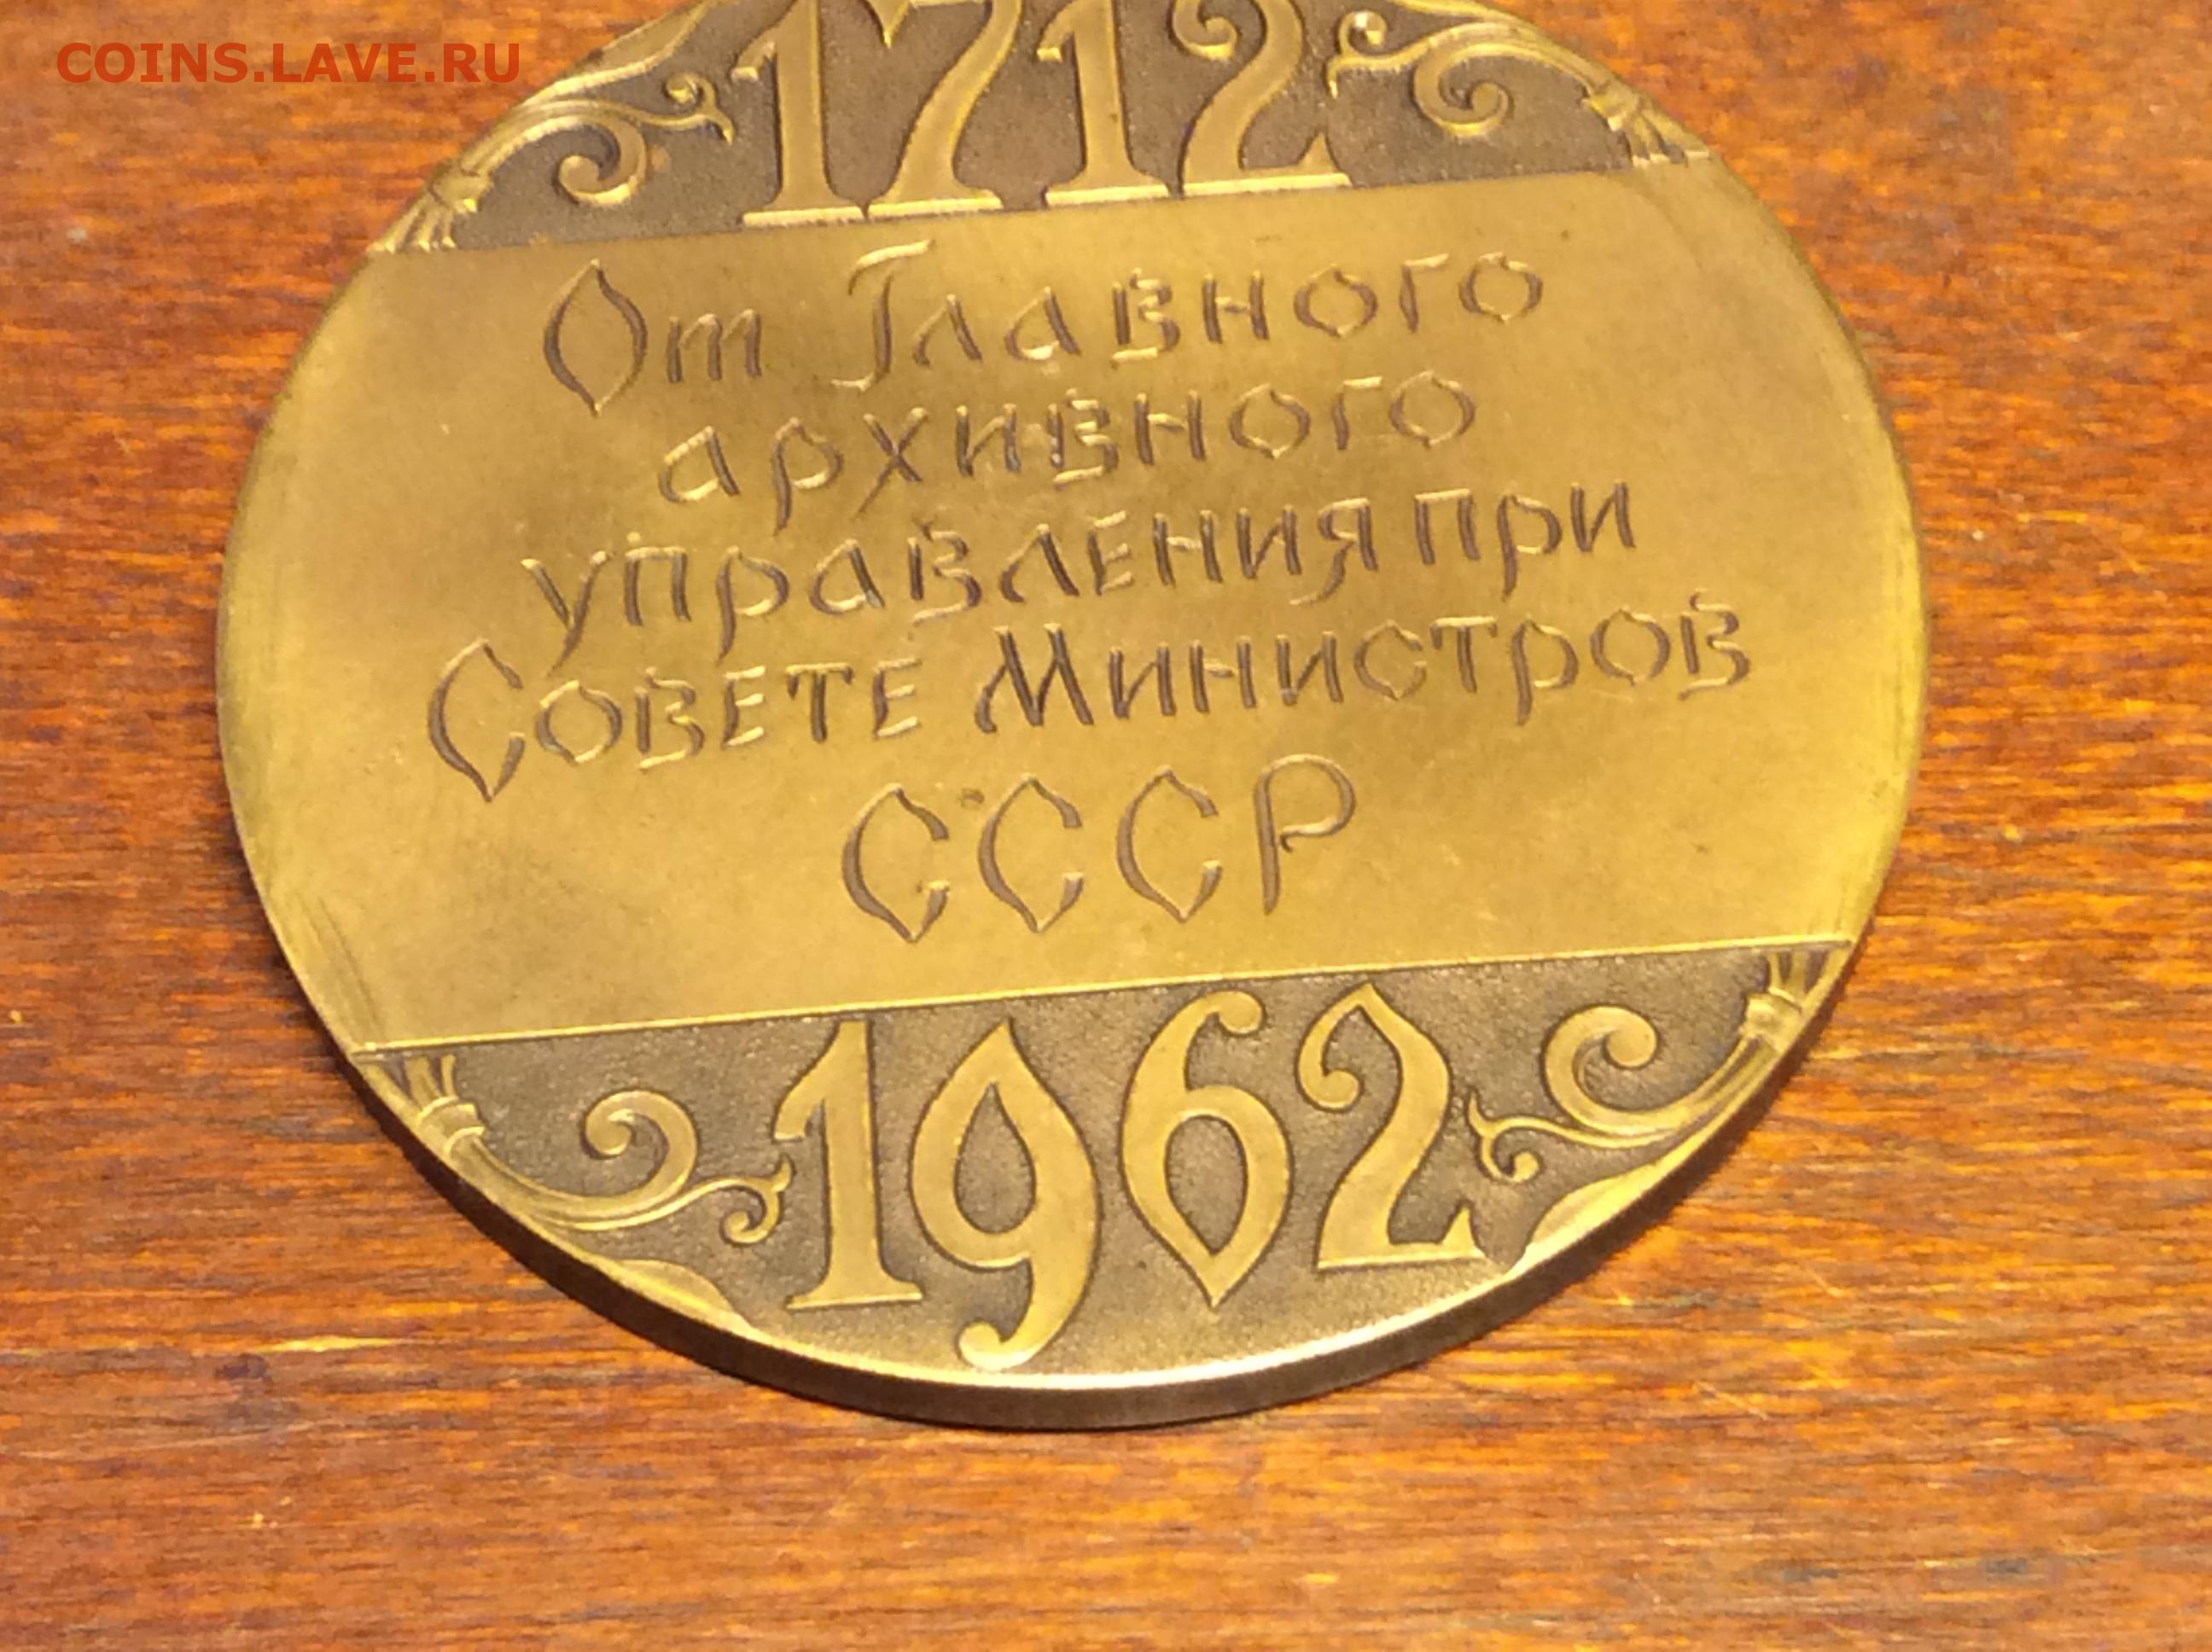 COINS.LAVE.RU
1712
От Главного
архивного
управления при
Совете Министров
СССР
1962